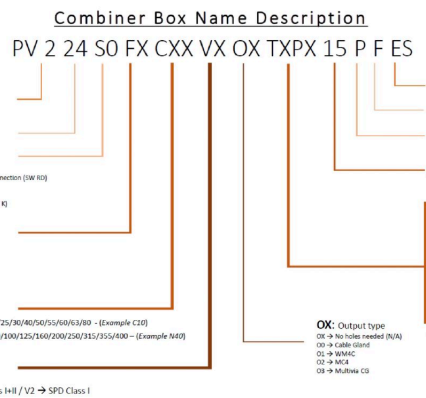 Combiner Box Name Description
PV 2 24 S0 FX CXX VX OX TXPX 15 P F ES
nection (SW RD)
K)
/25/30/40/50/55/60/63/80 - (Example C10)
/100/125/160/200/250/315/355/400 – (Example N40)
s I+II / V2 → SPD Class I
OX: Output type
OX → No holes needed (N/A)
O0 → Cable Gland
O1 → WM4C
O2 → MC4
O3 → Multivia CG